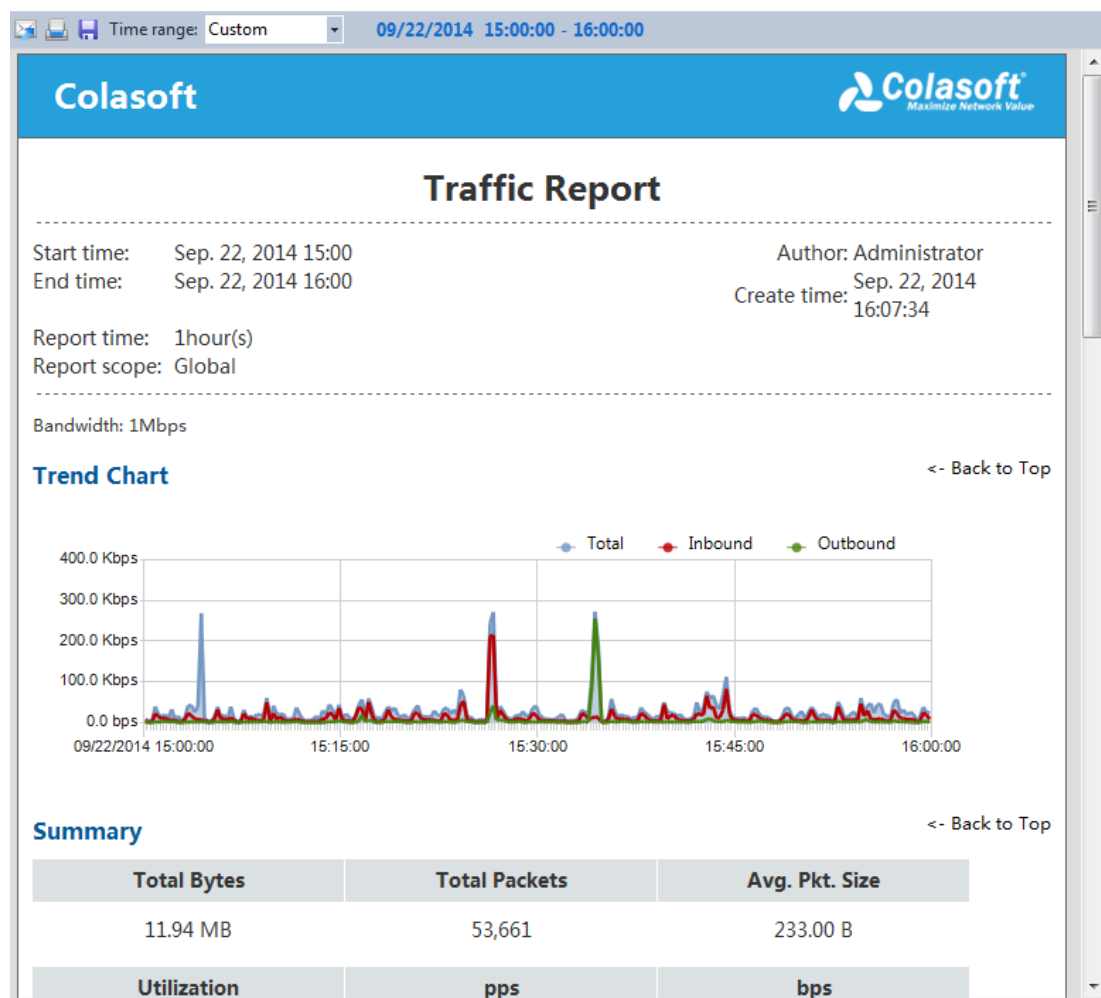 Time range: Custom 09/22/2014 15:00:00 - 16:00:00
Colasoft
Colasoft®
Maximize Network Value
Traffic Report
Start time: Sep. 22, 2014 15:00
End time: Sep. 22, 2014 16:00
Author: Administrator
Create time: Sep. 22, 2014
16:07:34
Report time: 1hour(s)
Report scope: Global
Bandwidth: 1Mbps
Trend Chart
<- Back to Top
Total Inbound Outbound
400.0 Kbps
300.0 Kbps
200.0 Kbps
100.0 Kbps
0.0 bps
09/22/2014 15:00:00 15:15:00 15:30:00 15:45:00 16:00:00
Summary
<- Back to Top
Total Bytes Total Packets Avg. Pkt. Size
11.94 MB 53,661 233.00 B
Utilization pps bps